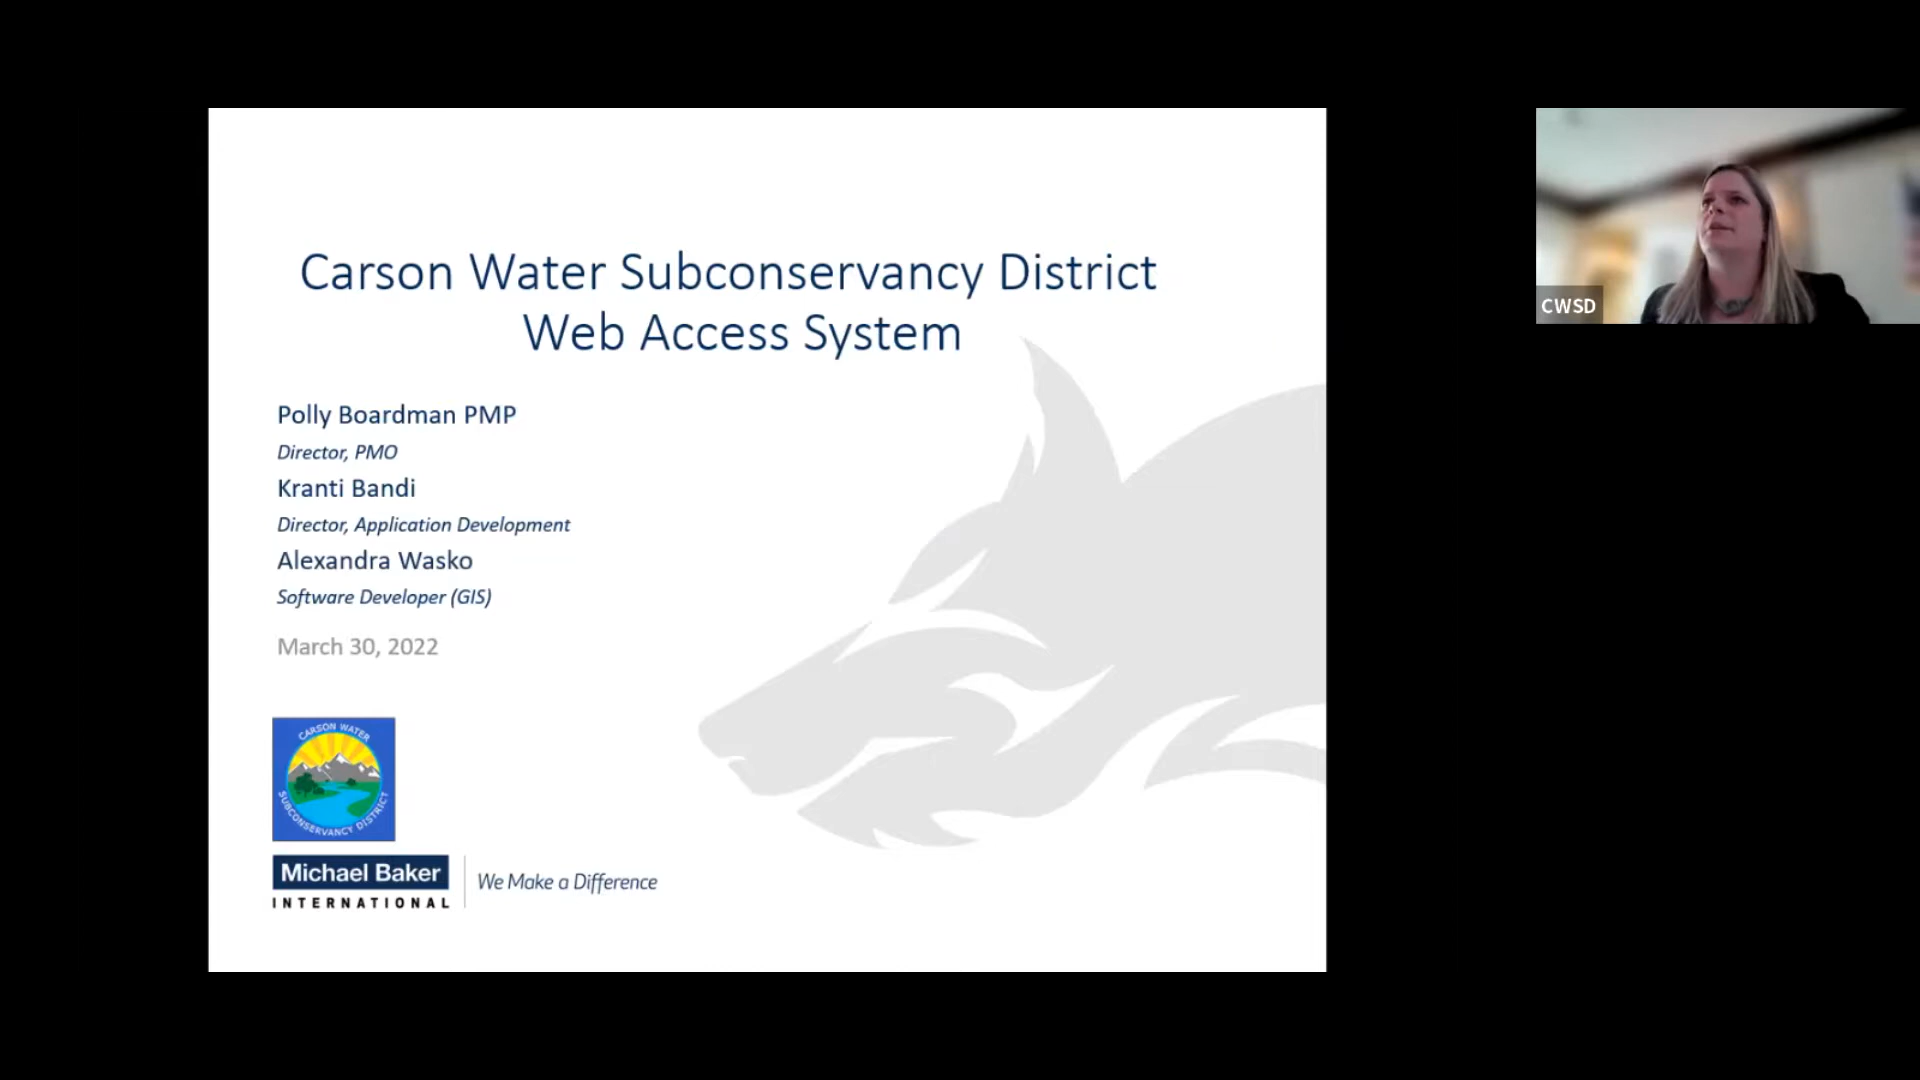 Carson Water Subconservancy District
Web Access System
Polly Boardman PMP
Director, PMO
Kranti Bandi
Director, Application Development
Alexandra Wasko
Software Developer (GIS)
March 30, 2022
CARSON WATER
SUBCONSERVANCY DISTRICT
Michael Baker
INTERNATIONAL
We Make a Difference
CWSD